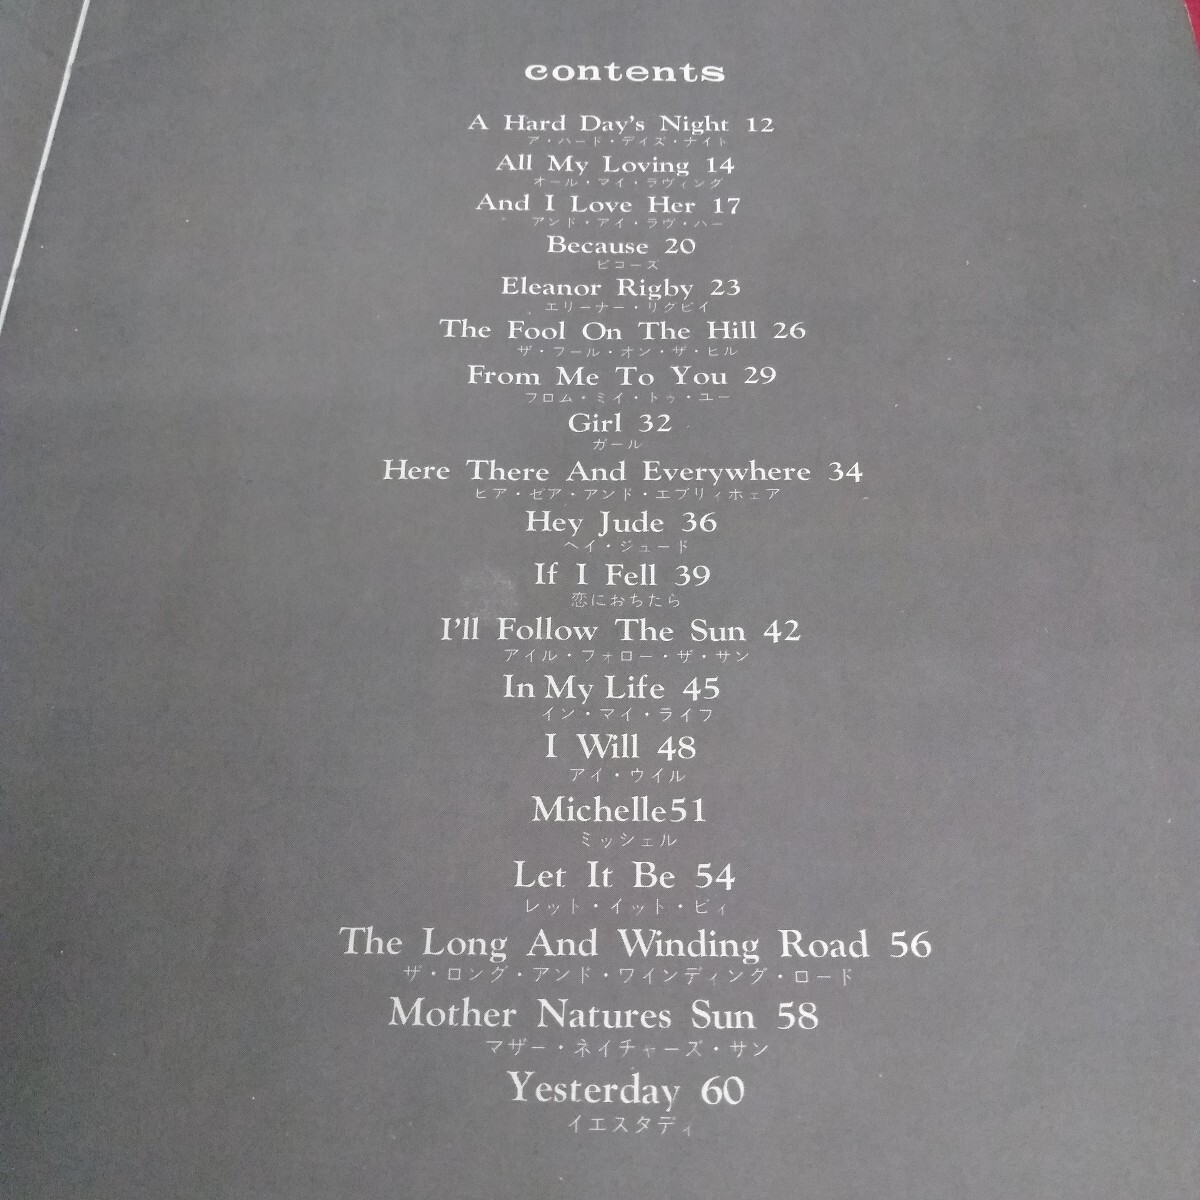 contents
A Hard Day's Night 12
ア・ハード・デイズ・ナイト
All My Loving 14
オール・マイ・ラヴィング
And I Love Her 17
アンド・アイ・ラヴ・ハー
Because 20
ビコーズ
Eleanor Rigby 23
エリーナー・リグビイ
The Fool On The Hill 26
ザ・フール・オン・ザ・ヒル
From Me To You 29
フロム・ミイ・トゥ・ユー
Girl 32
ガール
Here There And Everywhere 34
ヒア・ゼア・アンド・エブリィホェア
Hey Jude 36
ヘイ・ジュード
If I Fell 39
恋におちたら
I'll Follow The Sun 42
アイル・フォロー・ザ・サン
In My Life 45
イン・マイ・ライフ
I Will 48
アイ・ウイル
Michelle51
ミッシェル
Let It Be 54
レット・イット・ビィ
The Long And Winding Road 56
ザ・ロング・アンド・ワインディング・ロード
Mother Natures Sun 58
マザー・ネイチャーズ・サン
Yesterday 60
イエスタディ